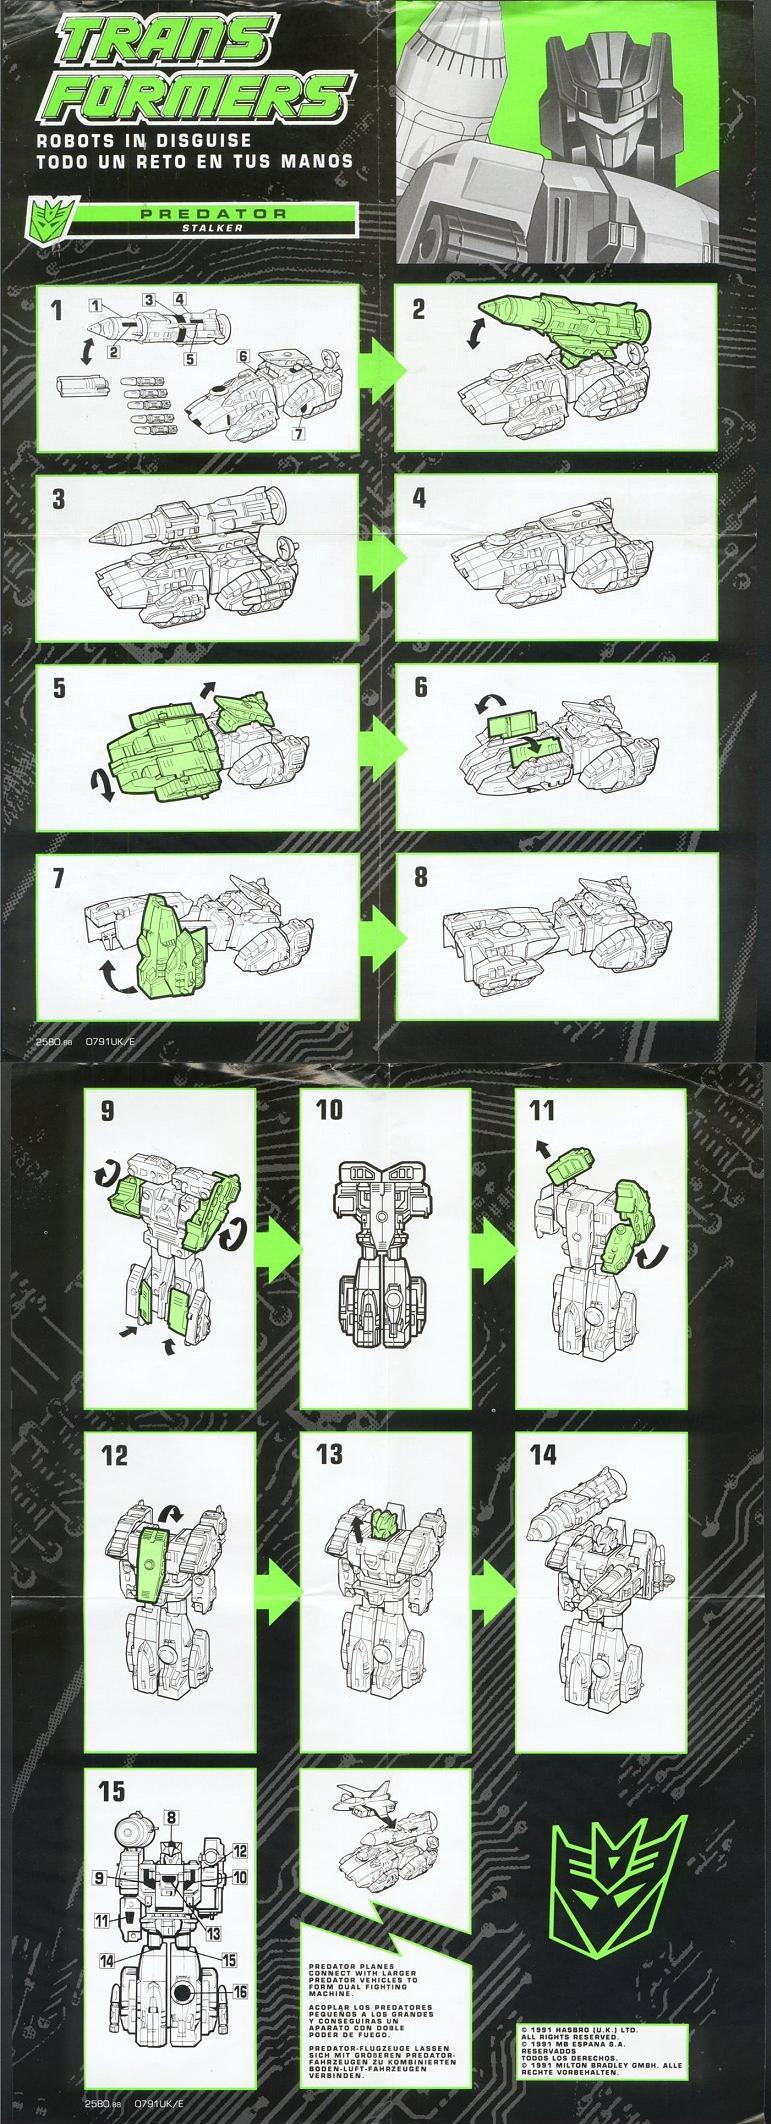 TRANS
FORMERS
ROBOTS IN DISGUISE
TODO UN RETO EN TUS MANOS
PREDATOR
STALKER
1
1
2
3
4
5
6
7
2
3
4
5
6
7
8
2580.88 0791UK/E
9
10
11
12
13
14
15
8
9
10
11
12
13
14
15
16
PREDATOR PLANES
CONNECT WITH LARGER
PREDATOR VEHICLES TO
FORM DUAL FIGHTING
MACHINE.
ACOPLAR LOS PREDATORES
PEQUEÑOS A LOS GRANDES
Y CONSEGUIRAS UN
APARATO CON DOBLE
PODER DE FUEGO.
PREDATOR-FLUGZEUGE LASSEN
SICH MIT GRÖSEREN PREDATOR-
FAHRZEUGEN ZU KOMBINIERTEN
BODEN-LUFT-FAHRZEUGEN
VERBINDEN.
© 1991 HASBRO (U.K.) LTD.
ALL RIGHTS RESERVED.
© 1991 MB ESPANA S.A.
RESERVADOS
TODOS LOS DERECHOS.
© 1991 MILTON BRADLEY GMBH. ALLE
RECHTE VORBEHALTEN.
2580.88 0791UK/E